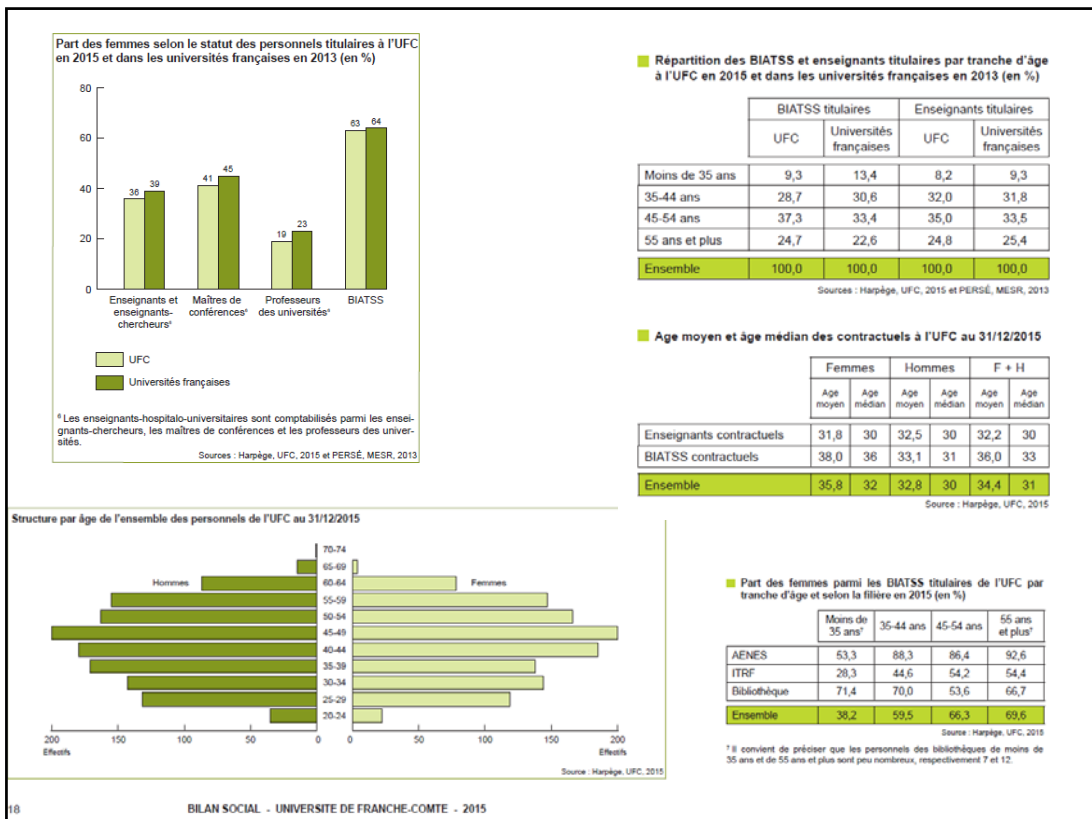 Part des femmes selon le statut des personnels titulaires à l'UFC
en 2015 et dans les universités françaises en 2013 (en %)
80
60
40
20
0
36
39
41
45
19
23
63
64
Enseignants et
enseignants-
chercheurs⁶
Maîtres de
conférences⁶
Professeurs
des universités⁶
BIATSS
UFC
Universités françaises
⁶ Les enseignants-hospitalo-universitaires sont comptabilisés parmi les ensei-
gnants-chercheurs, les maîtres de conférences et les professeurs des univer-
sités.
Sources : Harpège, UFC, 2015 et PERSÉ, MESR, 2013
Répartition des BIATSS et enseignants titulaires par tranche d'âge
à l'UFC en 2015 et dans les universités françaises en 2013 (en %)
BIATSS titulaires Enseignants titulaires
UFC Universités françaises UFC Universités françaises
Moins de 35 ans 9,3 13,4 8,2 9,3
35-44 ans 28,7 30,6 32,0 31,8
45-54 ans 37,3 33,4 35,0 33,5
55 ans et plus 24,7 22,6 24,8 25,4
Ensemble 100,0 100,0 100,0 100,0
Sources : Harpège, UFC, 2015 et PERSÉ, MESR, 2013
Age moyen et âge médian des contractuels à l'UFC au 31/12/2015
Femmes Hommes F + H
Age moyen Age médian Age moyen Age médian Age moyen Age médian
Enseignants contractuels 31,8 30 32,5 30 32,2 30
BIATSS contractuels 38,0 36 33,1 31 36,0 33
Ensemble 35,8 32 32,8 30 34,4 31
Source : Harpège, UFC, 2015
Structure par âge de l'ensemble des personnels de l'UFC au 31/12/2015
Hommes
Femmes
70-74
65-69
60-64
55-59
50-54
45-49
40-44
35-39
30-34
25-29
20-24
200 150 100 50 0 0 50 100 150 200
Effectifs Effectifs
Source : Harpège, UFC, 2015
Part des femmes parmi les BIATSS titulaires de l'UFC par
tranche d'âge et selon la filière en 2015 (en %)
Moins de 35 ans⁷ 35-44 ans 45-54 ans 55 ans et plus⁷
AENES 53,3 88,3 86,4 92,6
ITRF 28,3 44,6 54,2 54,4
Bibliothèque 71,4 70,0 53,6 66,7
Ensemble 38,2 59,5 66,3 69,6
Source : Harpège, UFC, 2015
⁷ Il convient de préciser que les personnels des bibliothèques de moins de
35 ans et de 55 ans et plus sont peu nombreux, respectivement 7 et 12.
18 BILAN SOCIAL - UNIVERSITE DE FRANCHE-COMTE - 2015